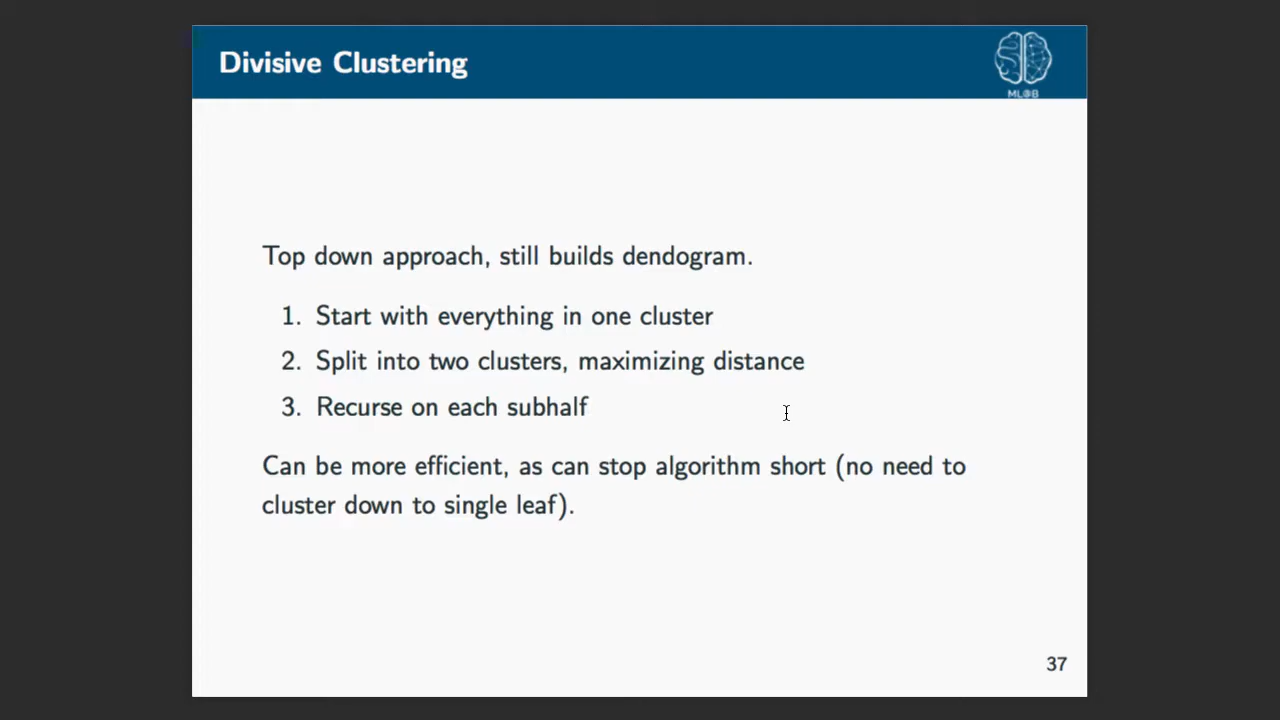 Divisive Clustering
ML@B
Top down approach, still builds dendogram.
1. Start with everything in one cluster
2. Split into two clusters, maximizing distance
3. Recurse on each subhalf
Can be more efficient, as can stop algorithm short (no need to
cluster down to single leaf).
37